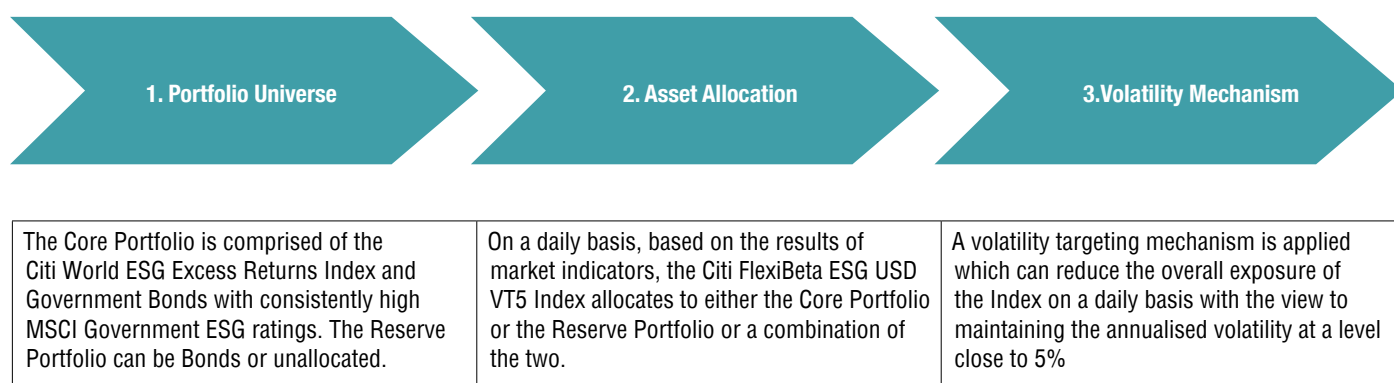 1. Portfolio Universe
2. Asset Allocation
3.Volatility Mechanism
The Core Portfolio is comprised of the
Citi World ESG Excess Returns Index and
Government Bonds with consistently high
MSCI Government ESG ratings. The Reserve
Portfolio can be Bonds or unallocated.
On a daily basis, based on the results of
market indicators, the Citi FlexiBeta ESG USD
VT5 Index allocates to either the Core Portfolio
or the Reserve Portfolio or a combination of
the two.
A volatility targeting mechanism is applied
which can reduce the overall exposure of
the Index on a daily basis with the view to
maintaining the annualised volatility at a level
close to 5%